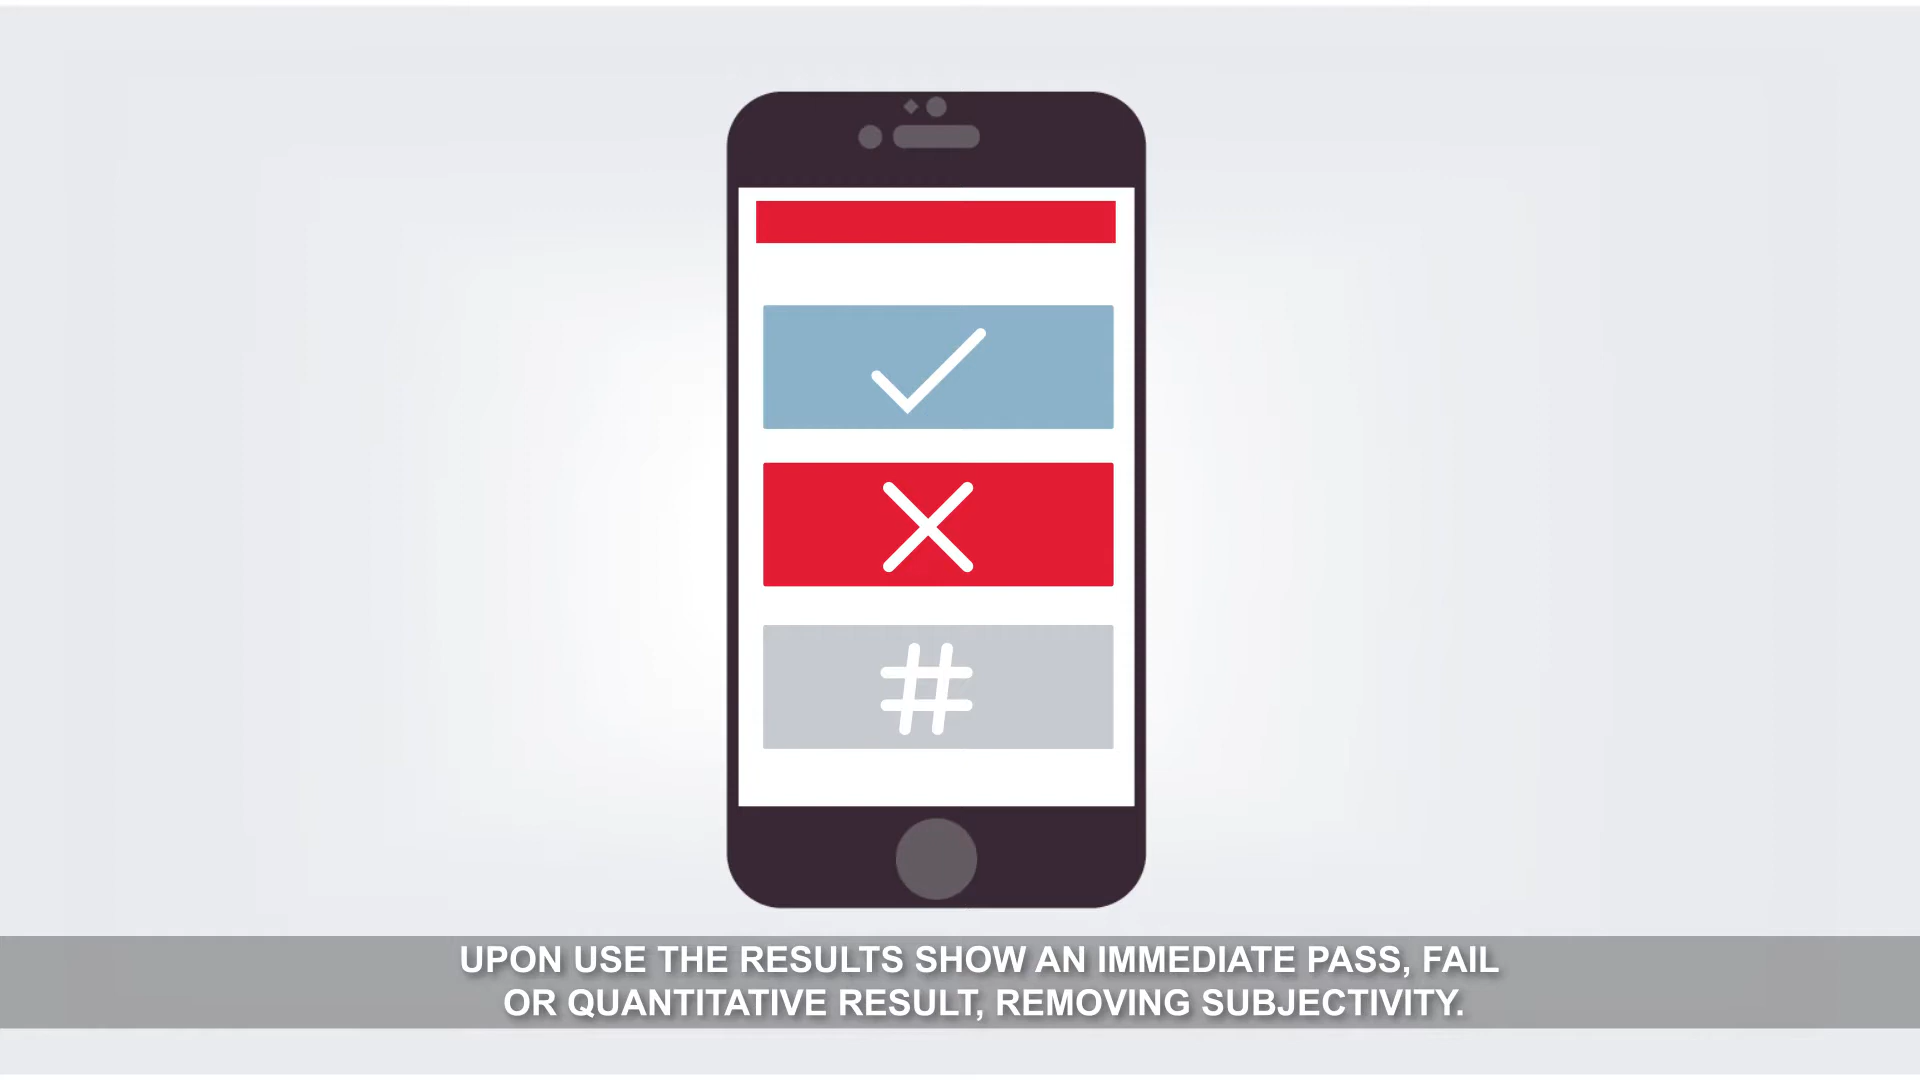 #
UPON USE THE RESULTS SHOW AN IMMEDIATE PASS, FAIL
OR QUANTITATIVE RESULT, REMOVING SUBJECTIVITY.